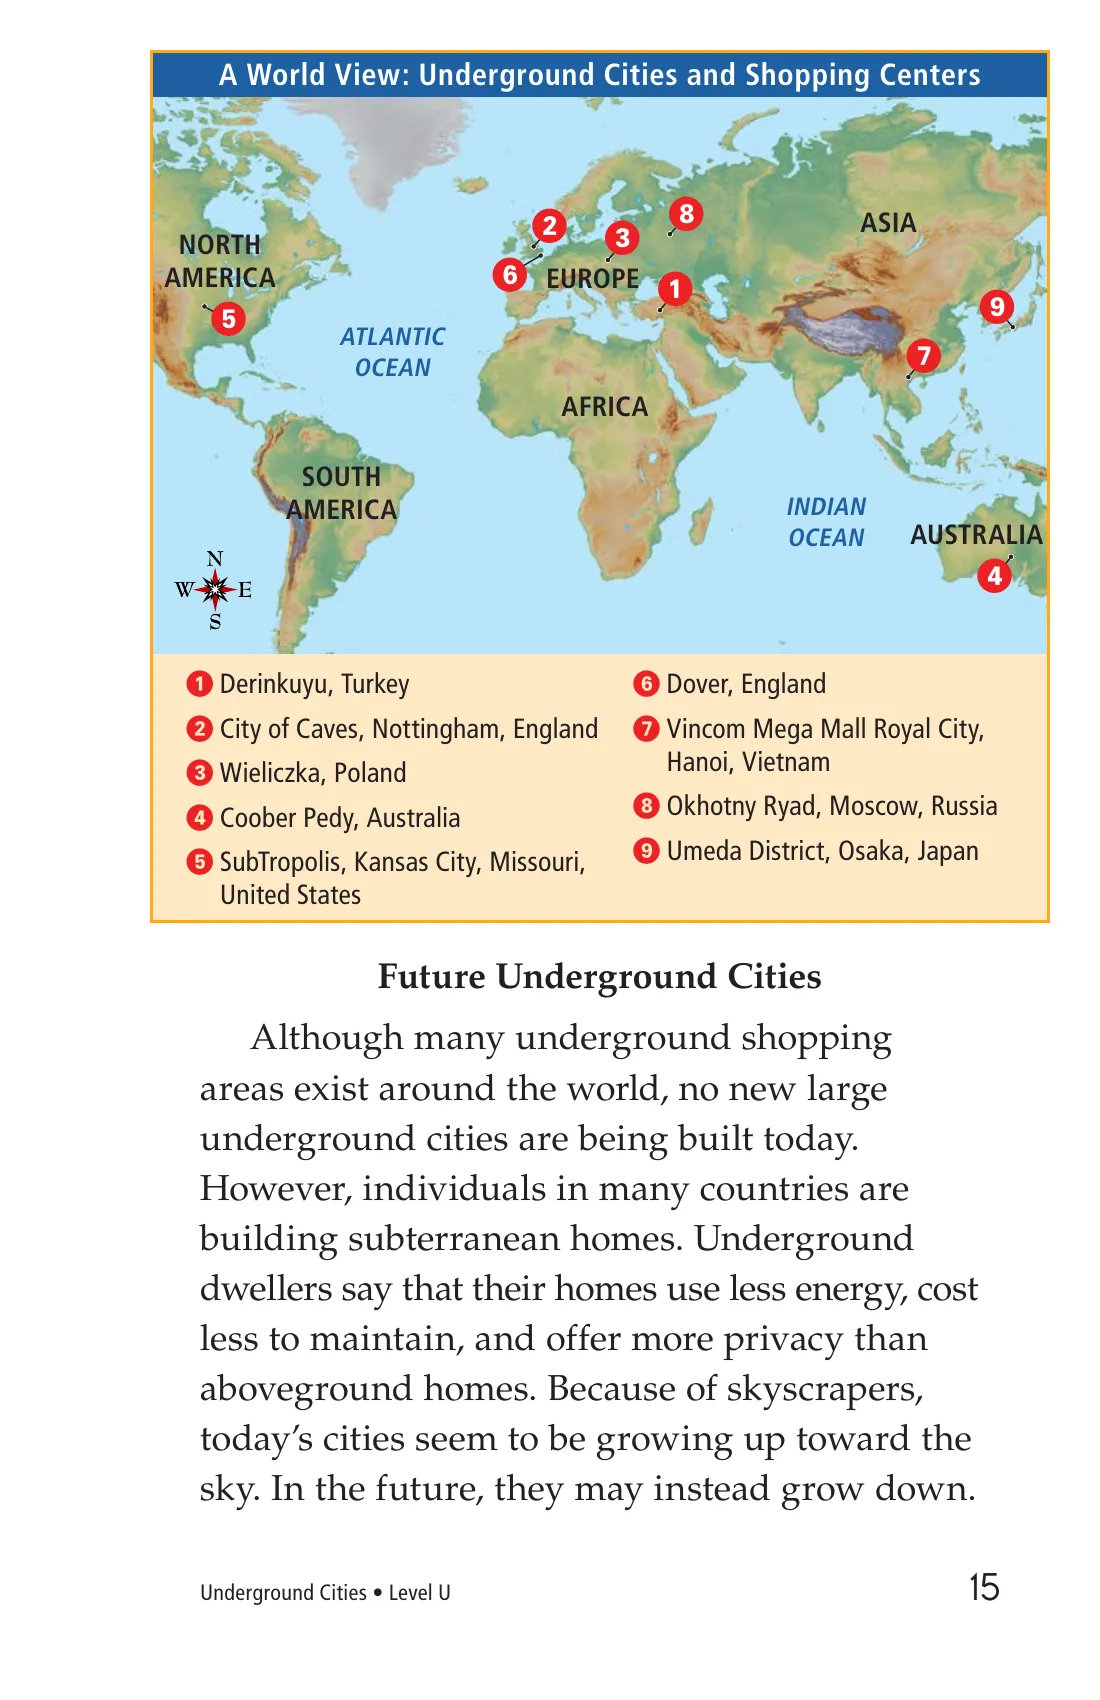 A World View: Underground Cities and Shopping Centers
NORTH
AMERICA
ATLANTIC
OCEAN
SOUTH
AMERICA
EUROPE
AFRICA
ASIA
INDIAN
OCEAN
AUSTRALIA
2
8
3
6
1
5
9
7
4
N
W E
S
1 Derinkuyu, Turkey
2 City of Caves, Nottingham, England
3 Wieliczka, Poland
4 Coober Pedy, Australia
5 SubTropolis, Kansas City, Missouri,
United States
6 Dover, England
7 Vincom Mega Mall Royal City,
Hanoi, Vietnam
8 Okhotny Ryad, Moscow, Russia
9 Umeda District, Osaka, Japan
Future Underground Cities
Although many underground shopping
areas exist around the world, no new large
underground cities are being built today.
However, individuals in many countries are
building subterranean homes. Underground
dwellers say that their homes use less energy, cost
less to maintain, and offer more privacy than
aboveground homes. Because of skyscrapers,
today’s cities seem to be growing up toward the
sky. In the future, they may instead grow down.
Underground Cities • Level U
15